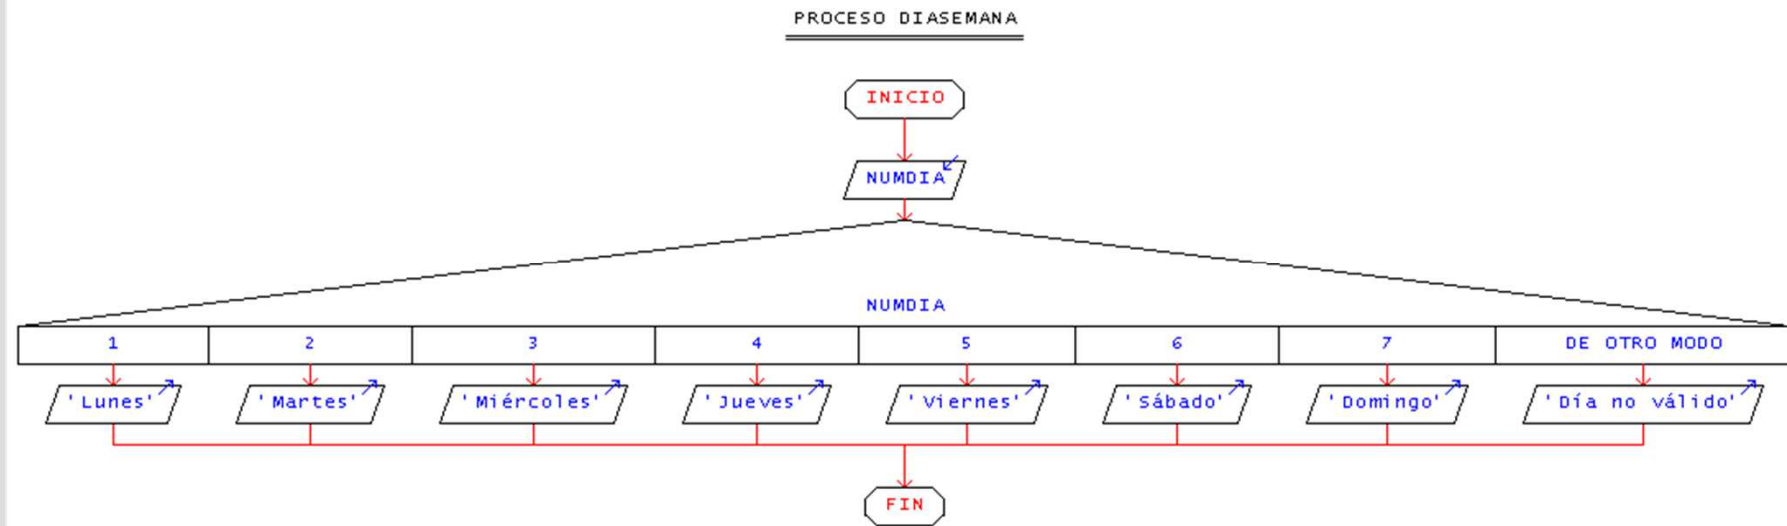 PROCESO DIASEMANA
INICIO
NUMDIA
NUMDIA
1 2 3 4 5 6 7 DE OTRO MODO
'Lunes' 'Martes' 'Miércoles' 'Jueves' 'Viernes' 'Sábado' 'Domingo' 'Día no válido'
FIN